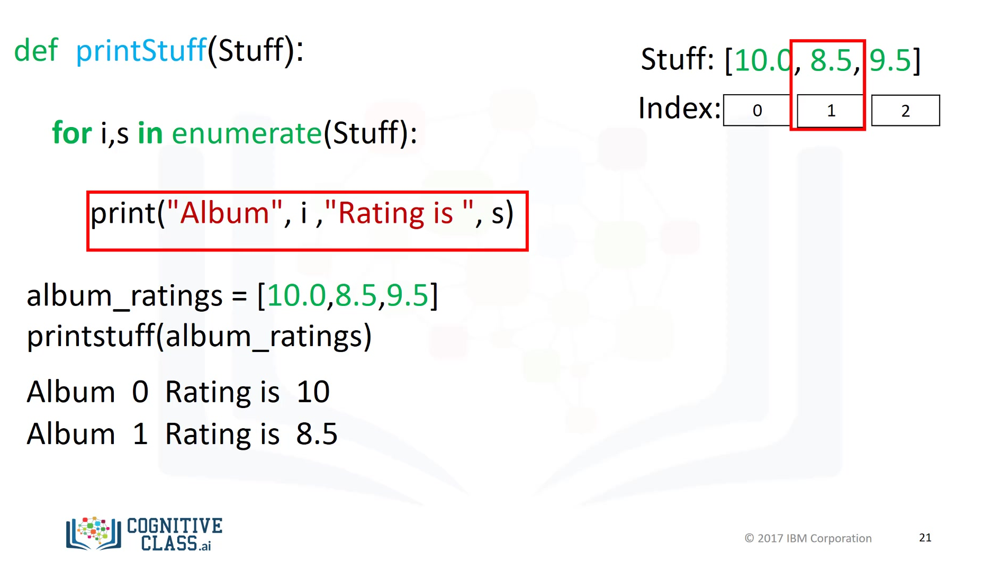 def printStuff(Stuff):
for i,s in enumerate(Stuff):
print("Album", i ,"Rating is ", s)
album_ratings = [10.0,8.5,9.5]
printstuff(album_ratings)
Album 0 Rating is 10
Album 1 Rating is 8.5
Stuff: [10.0, 8.5, 9.5]
Index: 0 1 2
COGNITIVE
CLASS.ai
© 2017 IBM Corporation 21